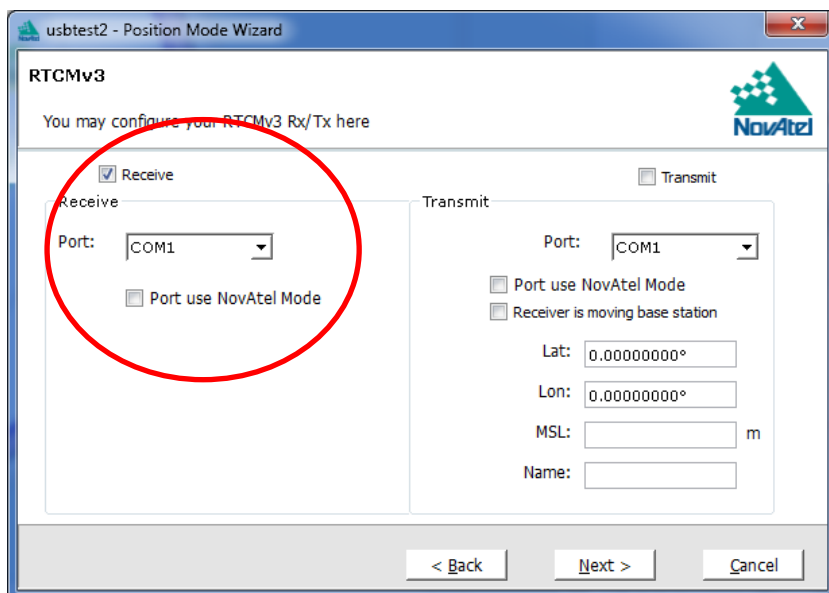 usbtest2 - Position Mode Wizard
RTCMv3
You may configure your RTCMv3 Rx/Tx here
NovAtel
Receive
Transmit
Receive
Transmit
Port: COM1
Port: COM1
Port use NovAtel Mode
Port use NovAtel Mode
Receiver is moving base station
Lat: 0.00000000°
Lon: 0.00000000°
MSL: m
Name:
< Back Next > Cancel